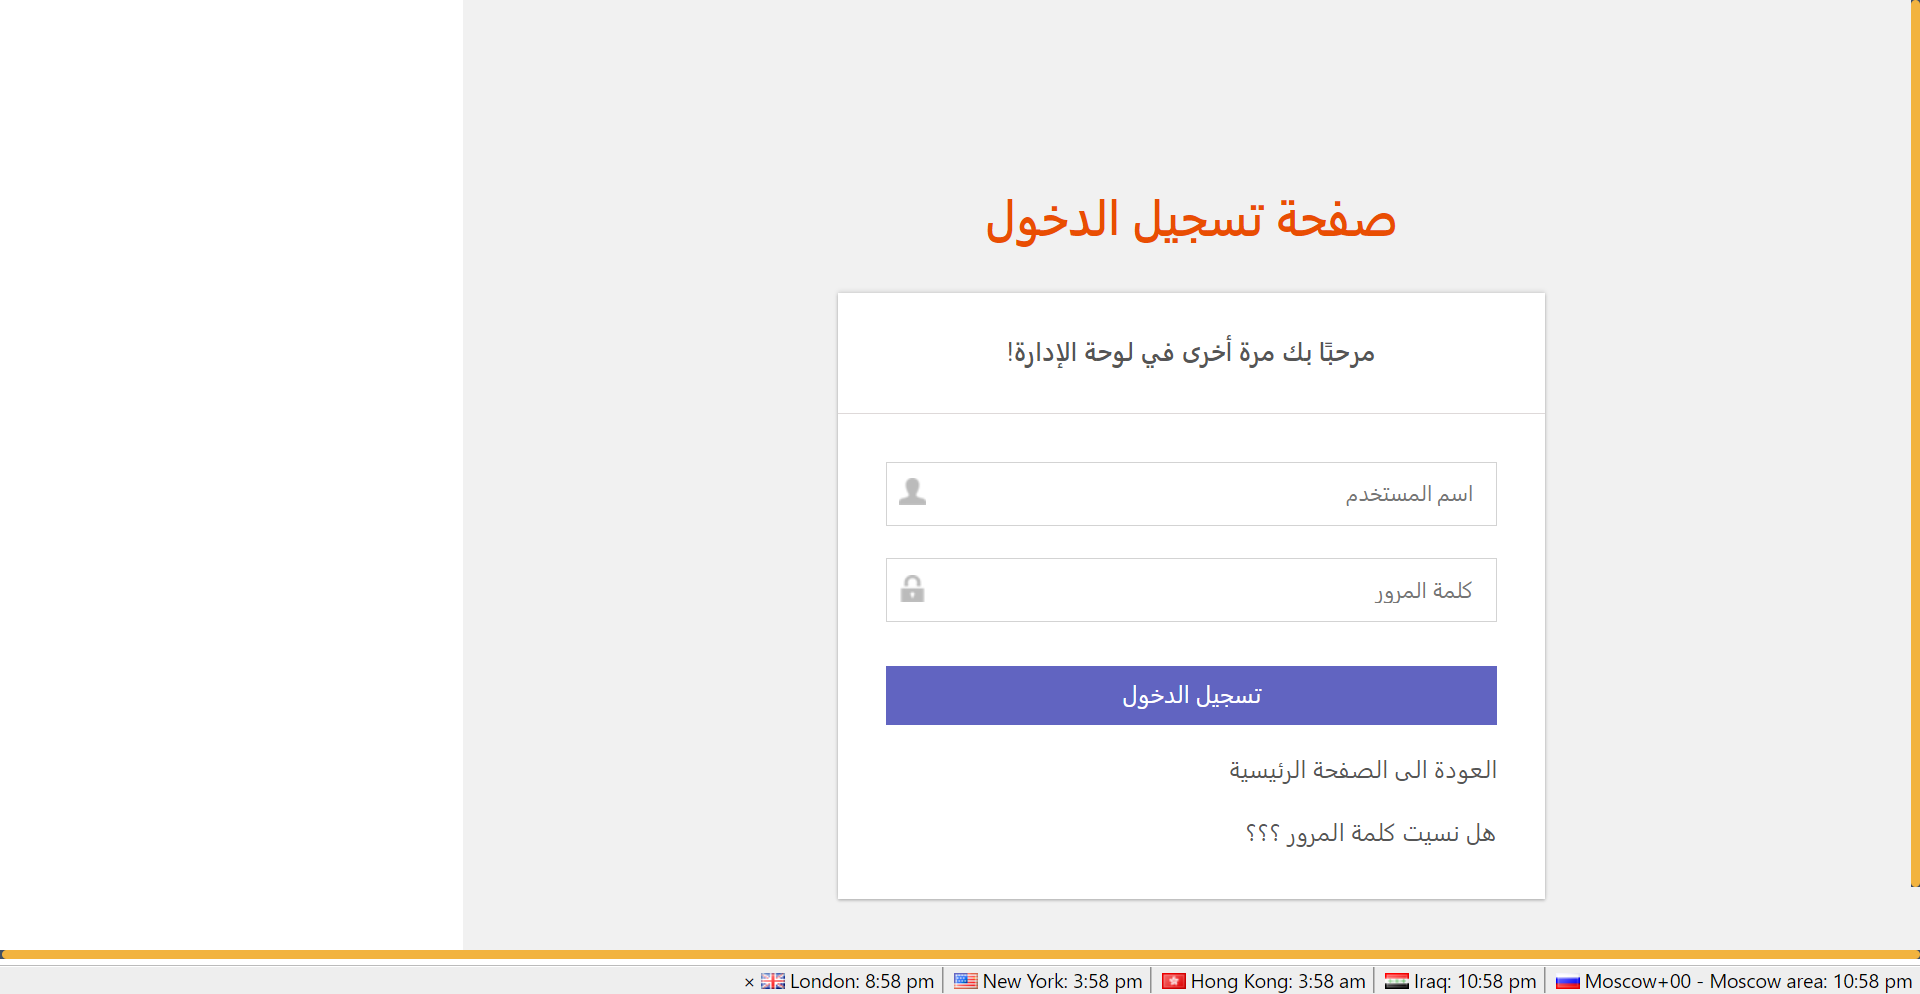 صفحة تسجيل الدخول
مرحبًا بك مرة أخرى في لوحة الإدارة!
اسم المستخدم
كلمة المرور
تسجيل الدخول
العودة الى الصفحة الرئيسية
هل نسيت كلمة المرور ؟؟؟
× London: 8:58 pm | New York: 3:58 pm | Hong Kong: 3:58 am | Iraq: 10:58 pm | Moscow+00 - Moscow area: 10:58 pm